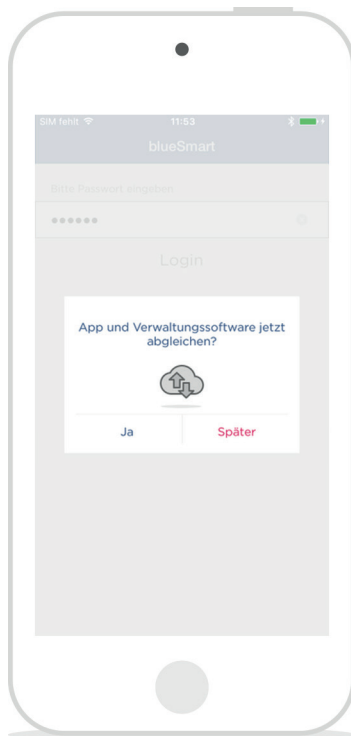 SIM fehlt 11:53
blueSmart
Bitte Passwort eingeben
Login
App und Verwaltungssoftware jetzt
abgleichen?
Ja Später